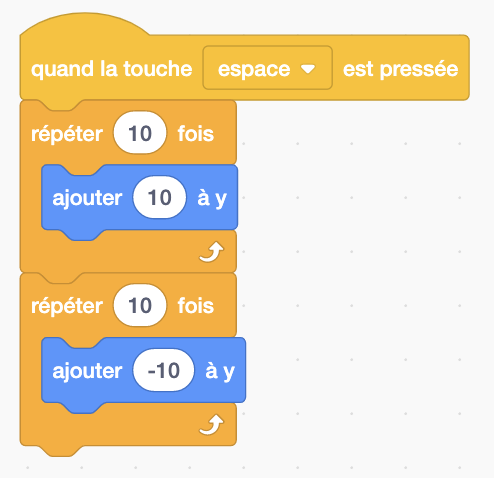 quand la touche espace est pressée
répéter 10 fois
ajouter 10 à y
répéter 10 fois
ajouter -10 à y